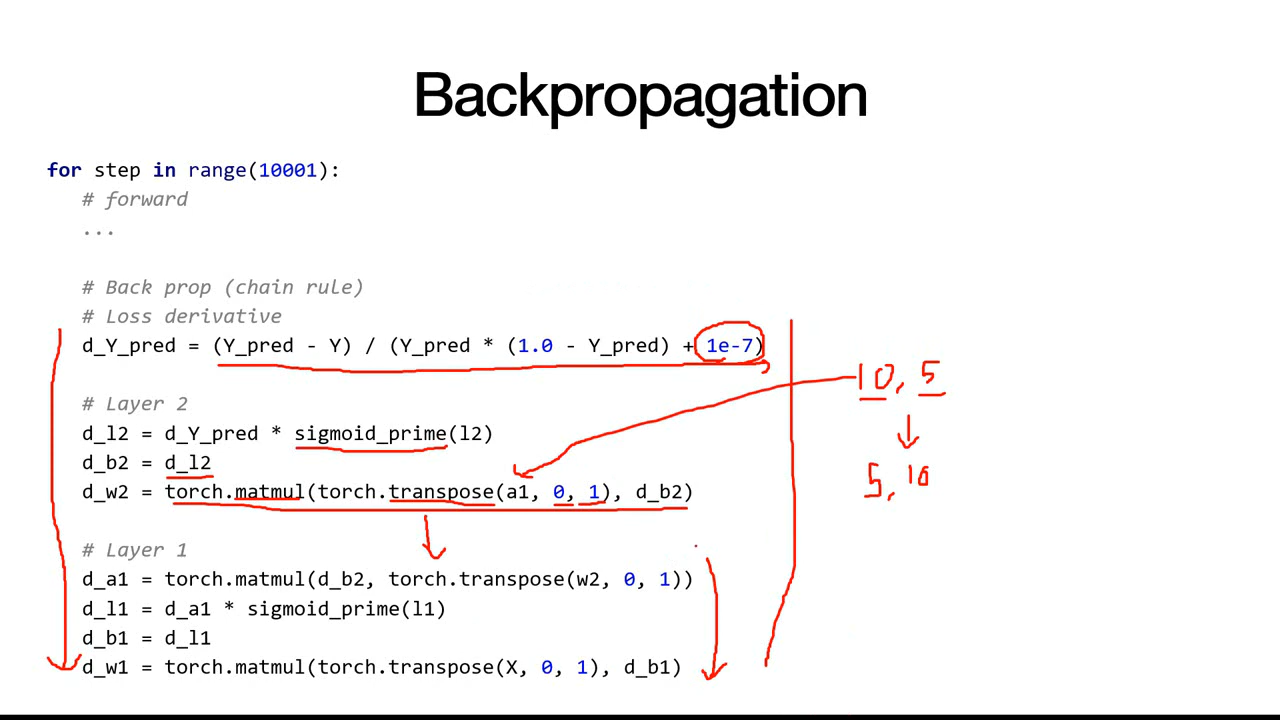 Backpropagation
for step in range(10001):
# forward
...
# Back prop (chain rule)
# Loss derivative
d_Y_pred = (Y_pred - Y) / (Y_pred * (1.0 - Y_pred) + 1e-7)
# Layer 2
d_l2 = d_Y_pred * sigmoid_prime(l2)
d_b2 = d_l2
d_w2 = torch.matmul(torch.transpose(a1, 0, 1), d_b2)
# Layer 1
d_a1 = torch.matmul(d_b2, torch.transpose(w2, 0, 1))
d_l1 = d_a1 * sigmoid_prime(l1)
d_b1 = d_l1
d_w1 = torch.matmul(torch.transpose(X, 0, 1), d_b1)
10, 5
5, 10